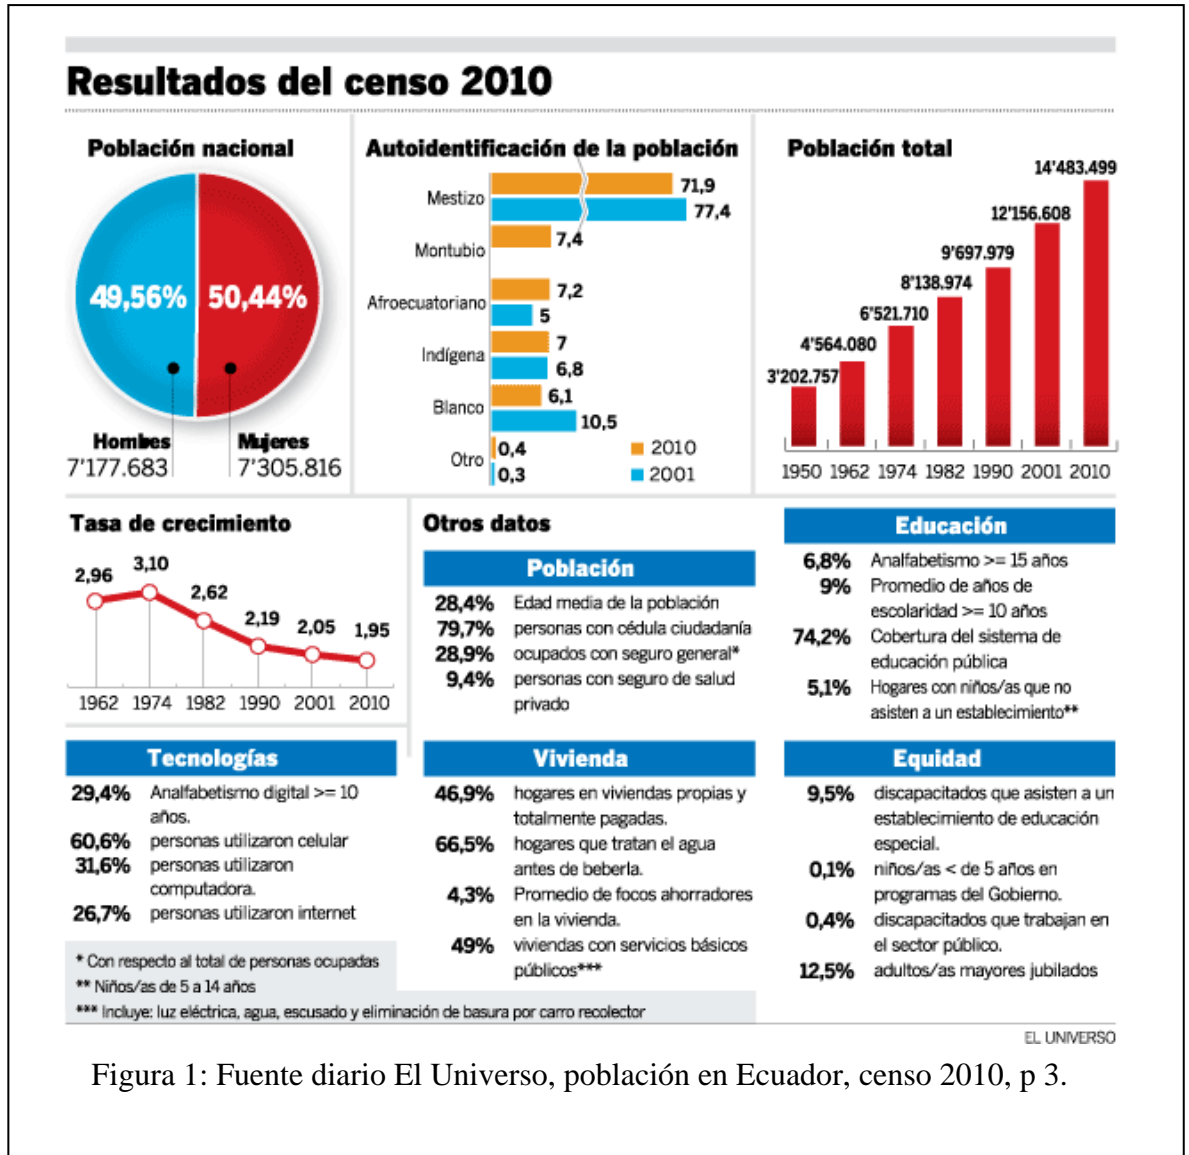 Resultados del censo 2010
Población nacional
49,56% 50,44%
Hombres
7'177.683
Mujeres
7'305.816
Autoidentificación de la población
Mestizo
71,9
77,4
Montubio
7,4
Afroecuatoriano
7,2
5
Indígena
7
6,8
Blanco
6,1
10,5
Otro
0,4
0,3
2010
2001
Población total
3'202.757
4'564.080
6'521.710
8'138.974
9'697.979
12'156.608
14'483.499
1950 1962 1974 1982 1990 2001 2010
Tasa de crecimiento
2,96 3,10 2,62 2,19 2,05 1,95
1962 1974 1982 1990 2001 2010
Otros datos
Población
28,4% Edad media de la población
79,7% personas con cédula ciudadanía
28,9% ocupados con seguro general*
9,4% personas con seguro de salud
privado
Educación
6,8% Analfabetismo >= 15 años
9% Promedio de años de
escolaridad >= 10 años
74,2% Cobertura del sistema de
educación pública
5,1% Hogares con niños/as que no
asisten a un establecimiento**
Tecnologías
29,4% Analfabetismo digital >= 10
años.
60,6% personas utilizaron celular
31,6% personas utilizaron
computadora.
26,7% personas utilizaron internet
Vivienda
46,9% hogares en viviendas propias y
totalmente pagadas.
66,5% hogares que tratan el agua
antes de beberla.
4,3% Promedio de focos ahorradores
en la vivienda.
49% viviendas con servicios básicos
públicos***
Equidad
9,5% discapacitados que asisten a un
establecimiento de educación
especial.
0,1% niños/as < de 5 años en
programas del Gobierno.
0,4% discapacitados que trabajan en
el sector público.
12,5% adultos/as mayores jubilados
* Con respecto al total de personas ocupadas
** Niños/as de 5 a 14 años
*** Incluye: luz eléctrica, agua, escusado y eliminación de basura por carro recolector
EL UNIVERSO
Figura 1: Fuente diario El Universo, población en Ecuador, censo 2010, p 3.